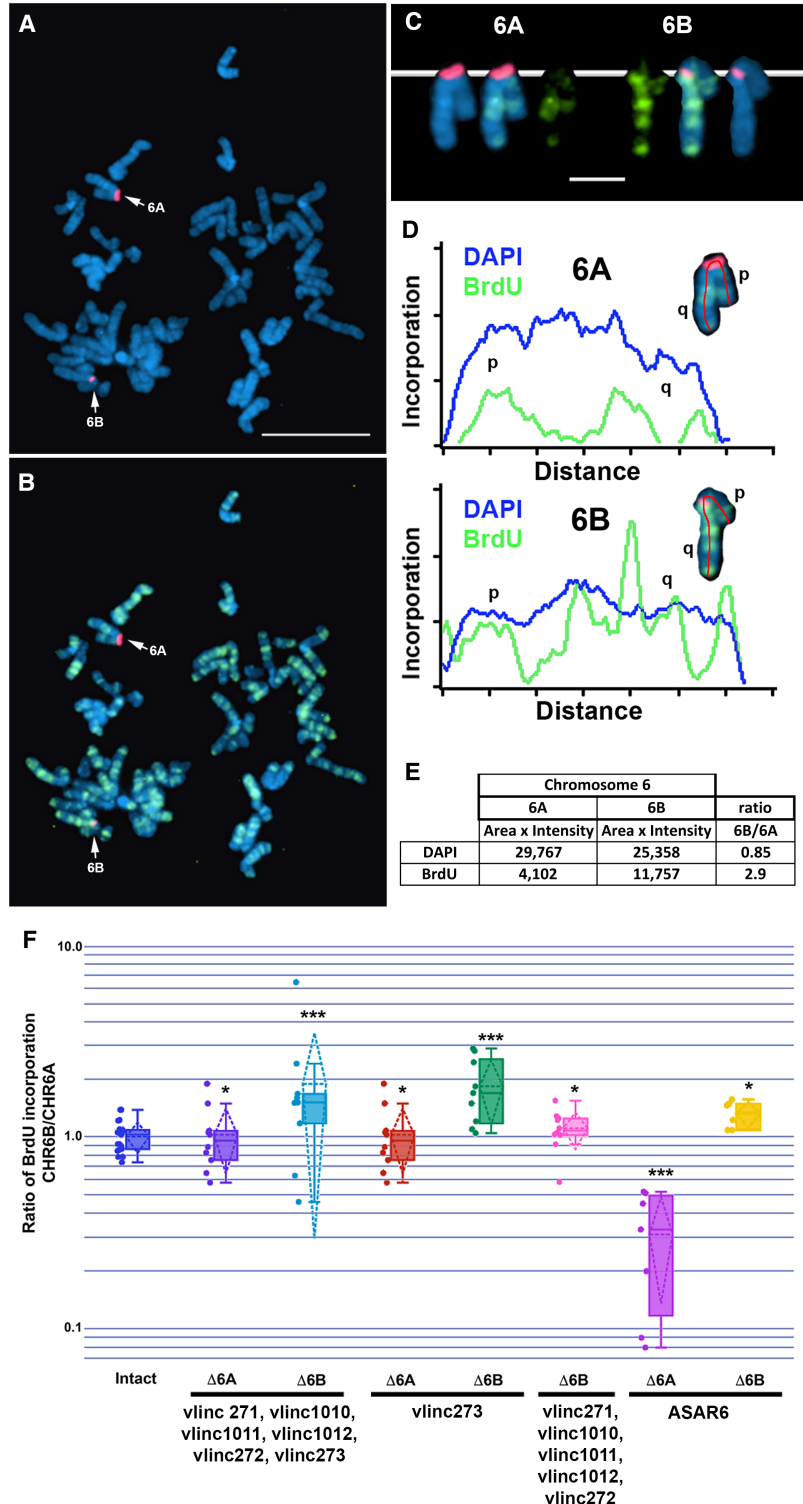 A
6A
6B
B
6A
6B
C
6A 6B
D
DAPI
BrdU
6A
p
q
p
q
Incorporation
Distance
DAPI
BrdU
6B
p
q
p
q
Incorporation
Distance
E
Chromosome 6
6A 6B ratio
Area x Intensity Area x Intensity 6B/6A
DAPI 29,767 25,358 0.85
BrdU 4,102 11,757 2.9
F
Ratio of BrdU incorporation
CHR6B/CHR6A
10.0
1.0
0.1
* *** * *** * *** *
Intact Δ6A Δ6B Δ6A Δ6B Δ6B Δ6A Δ6B
vlinc 271, vlinc1010,
vlinc1011, vlinc1012,
vlinc272, vlinc273
vlinc273
vlinc271,
vlinc1010,
vlinc1011,
vlinc1012,
vlinc272
ASAR6